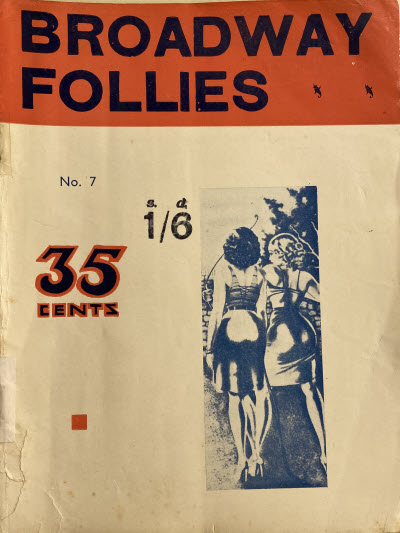 BROADWAY
FOLLIES
No. 7
s. d.
1/6
35
CENTS